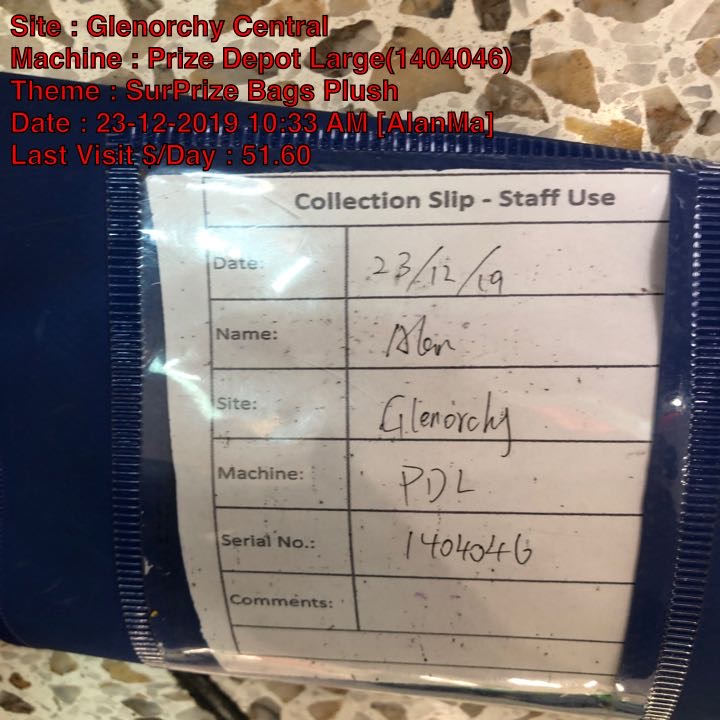 Site : Glenorchy Central
Machine : Prize Depot Large(1404046)
Theme : SurPrize Bags Plush
Date : 23-12-2019 10:33 AM [AlanMa]
Last Visit $/Day : 51.60
Collection Slip - Staff Use
Date: 23/12/19
Name: Alan
Site: Glenorchy
Machine: PDL
Serial No.: 1404046
Comments: